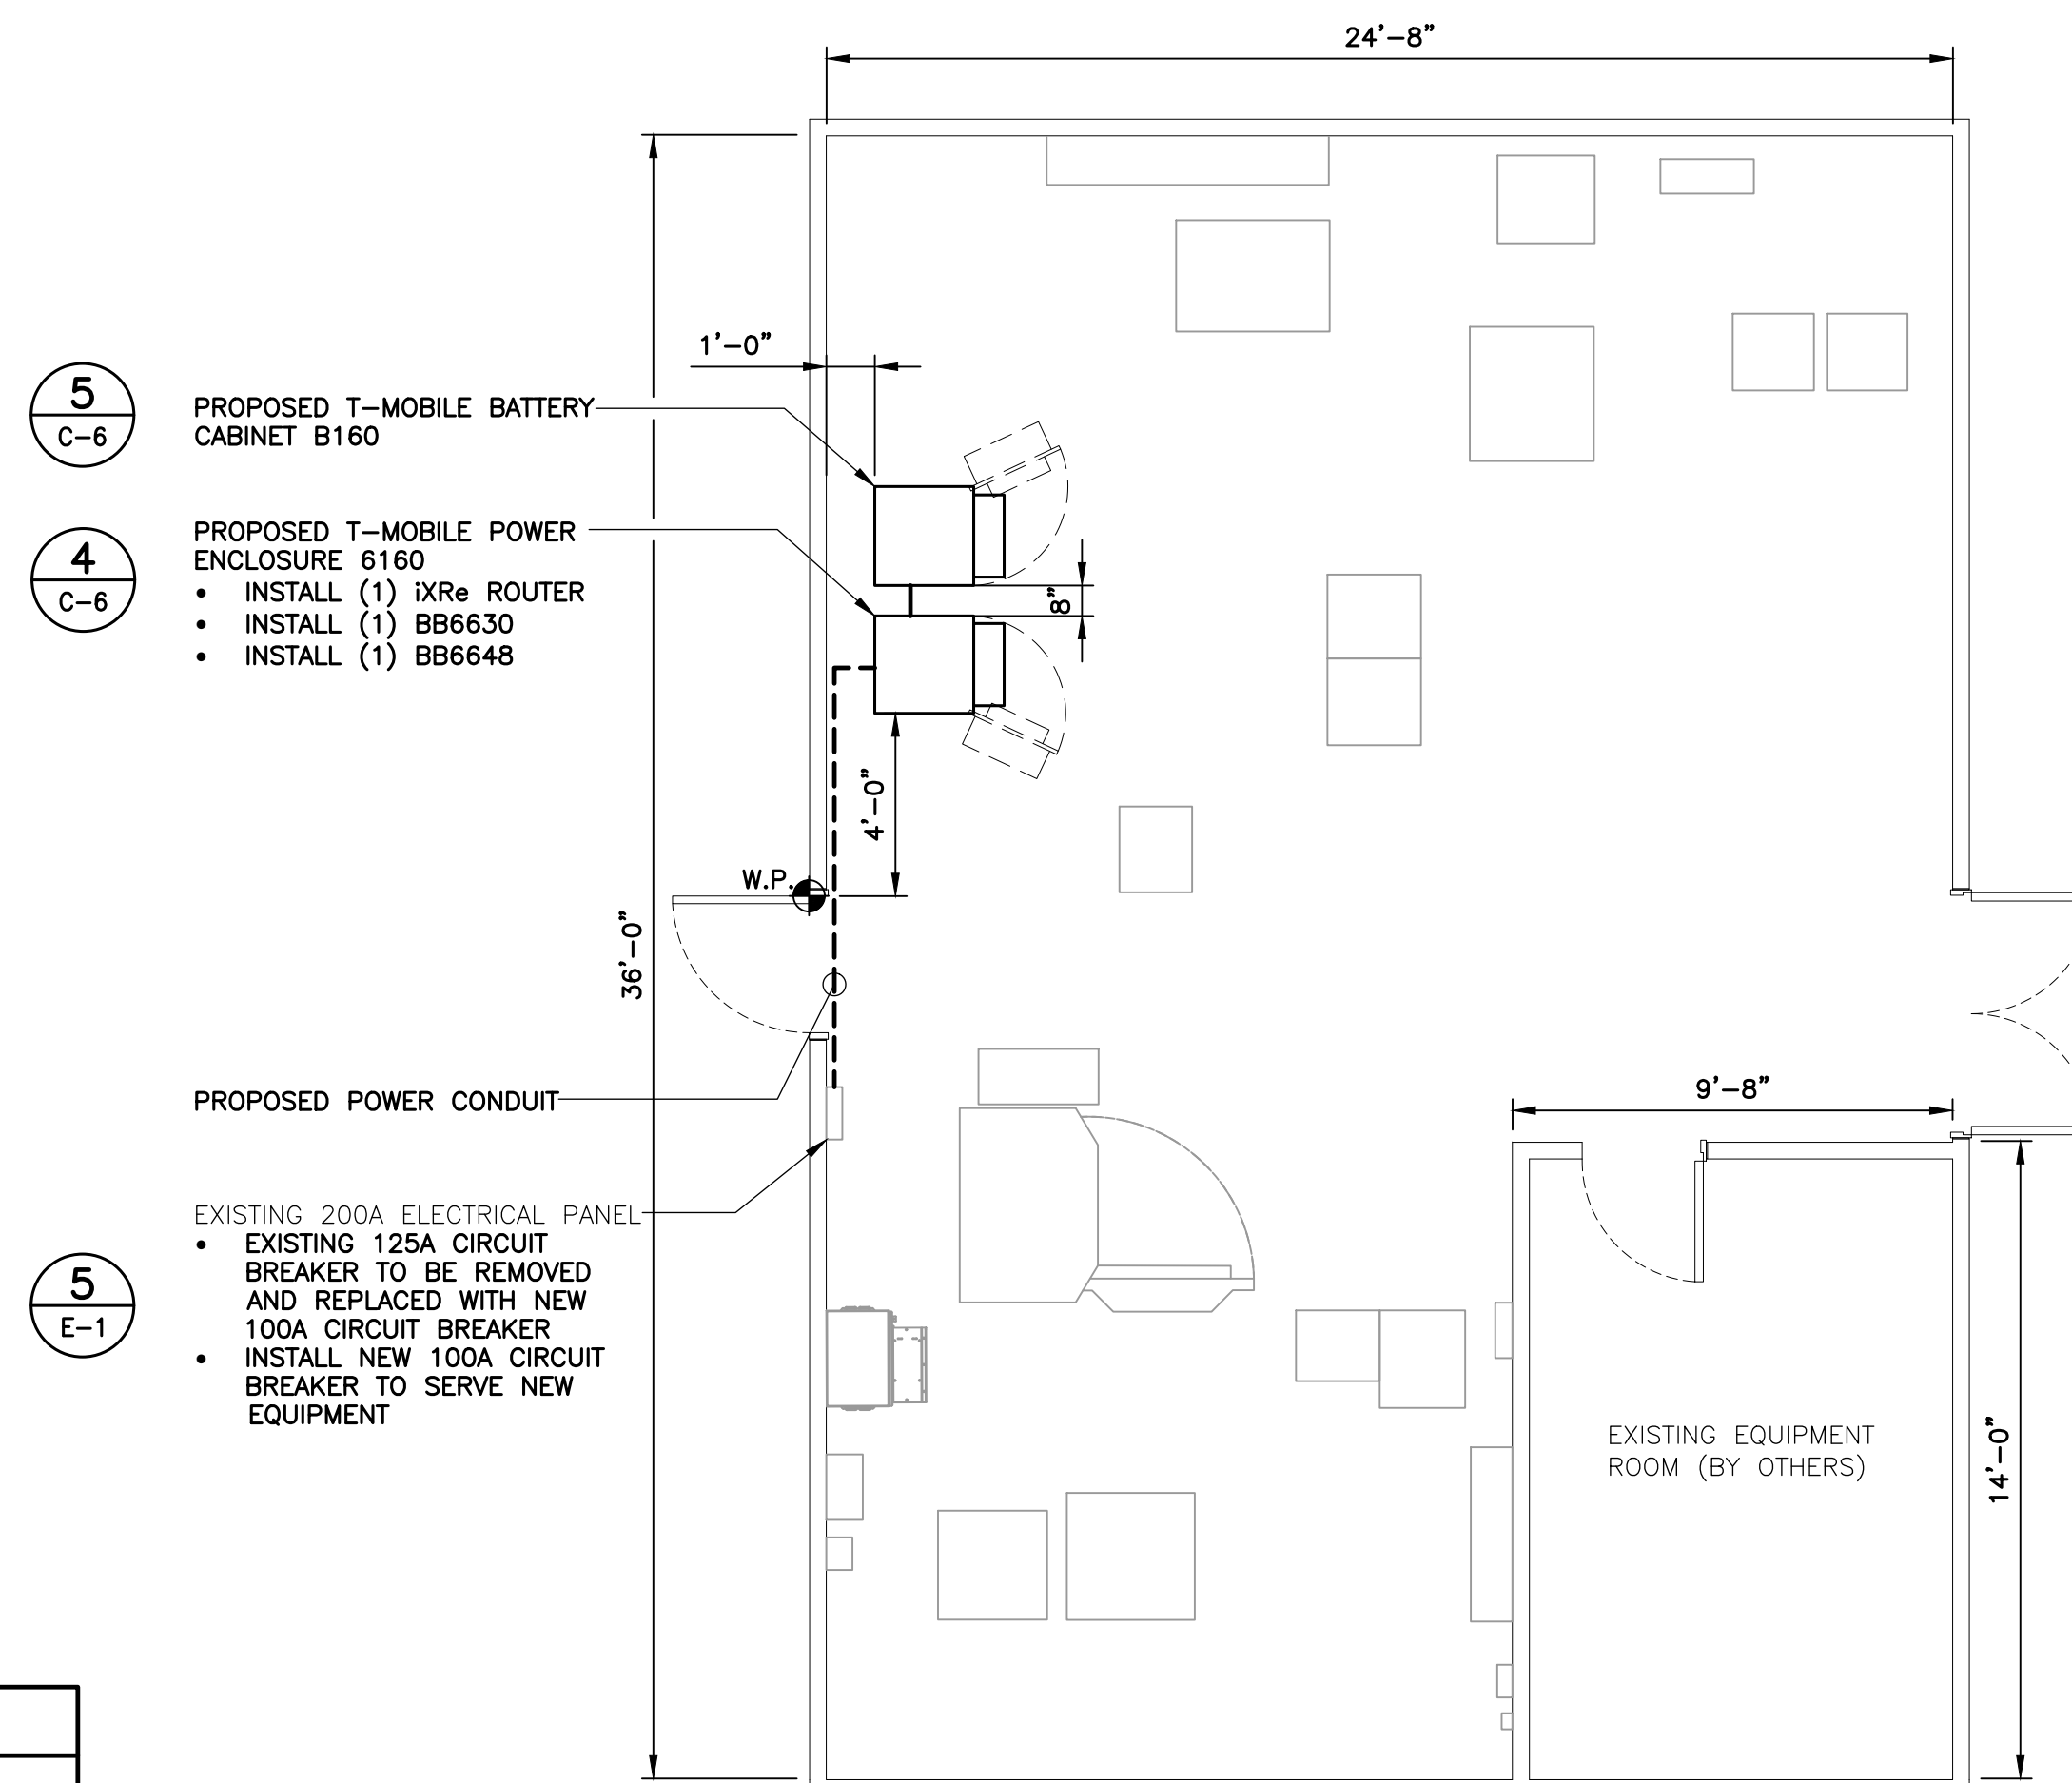 24'-8"
1'-0"
5
C-6
PROPOSED T-MOBILE BATTERY
CABINET B160
4
C-6
PROPOSED T-MOBILE POWER
ENCLOSURE 6160
• INSTALL (1) iXRe ROUTER
• INSTALL (1) BB6630
• INSTALL (1) BB6648
8"
4'-0"
W.P.
36'-0"
PROPOSED POWER CONDUIT
9'-8"
5
E-1
EXISTING 200A ELECTRICAL PANEL
• EXISTING 125A CIRCUIT
BREAKER TO BE REMOVED
AND REPLACED WITH NEW
100A CIRCUIT BREAKER
• INSTALL NEW 100A CIRCUIT
BREAKER TO SERVE NEW
EQUIPMENT
EXISTING EQUIPMENT
ROOM (BY OTHERS)
14'-0"